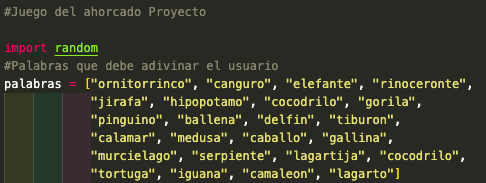 #Juego del ahorcado Proyecto
import random
#Palabras que debe adivinar el usuario
palabras = ["ornitorrinco", "canguro", "elefante", "rinoceronte",
"jirafa", "hipopotamo", "cocodrilo", "gorila",
"pinguino", "ballena", "delfin", "tiburon",
"calamar", "medusa", "caballo", "gallina",
"murcielago", "serpiente", "lagartija", "cocodrilo",
"tortuga", "iguana", "camaleon", "lagarto"]